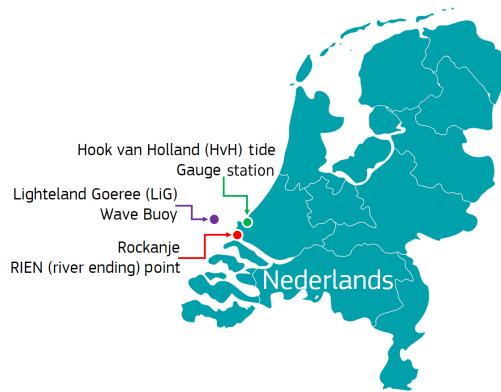 Hook van Holland (HvH) tide
Gauge station
Lighteland Goeree (LiG)
Wave Buoy
Rockanje
RIEN (river ending) point
Nederlands